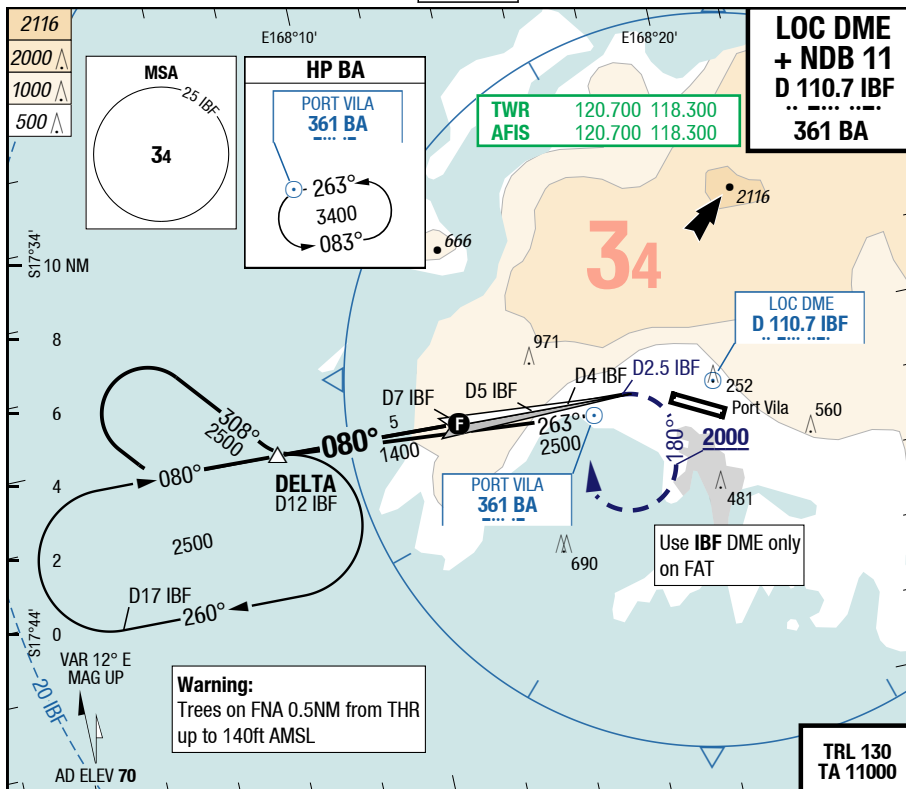 2116
2000
1000
500
MSA
25 IBF
34
HP BA
PORT VILA
361 BA
263°
3400
083°
E168°10'
E168°20'
TWR 120.700 118.300
AFIS 120.700 118.300
LOC DME
+ NDB 11
D 110.7 IBF
361 BA
2116
666
34
S17°34'
10 NM
8
6
4
2
0
S17°44'
LOC DME
D 110.7 IBF
971
252
Port Vila
560
481
690
D7 IBF
D5 IBF
D4 IBF
D2.5 IBF
F
5
080°
1400
263°
2500
180°
2000
308°
2500
080°
DELTA
D12 IBF
PORT VILA
361 BA
2500
D17 IBF
260°
Use IBF DME only
on FAT
VAR 12° E
MAG UP
20 IBF
AD ELEV 70
Warning:
Trees on FNA 0.5NM from THR
up to 140ft AMSL
TRL 130
TA 11000